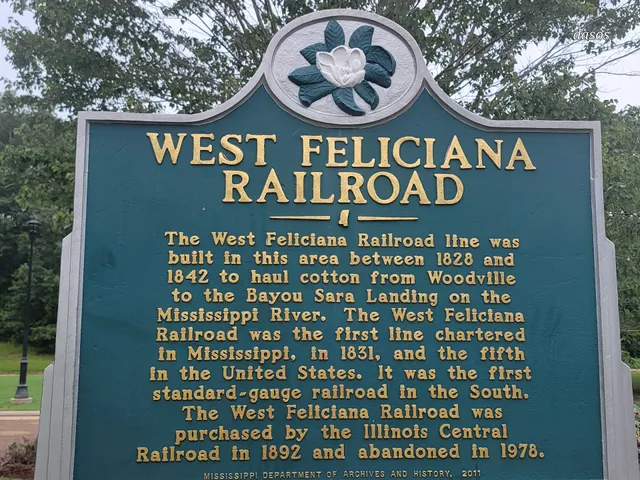 dasos
WEST FELICIANA
RAILROAD
The West Feliciana Railroad line was
built in this area between 1828 and
1842 to haul cotton from Woodville
to the Bayou Sara Landing on the
Mississippi River. The West Feliciana
Railroad was the first line chartered
in Mississippi, in 1831, and the fifth
in the United States. It was the first
standard-gauge railroad in the South.
The West Feliciana Railroad was
purchased by the Illinois Central
Railroad in 1892 and abandoned in 1978.
MISSISSIPPI DEPARTMENT OF ARCHIVES AND HISTORY, 2011